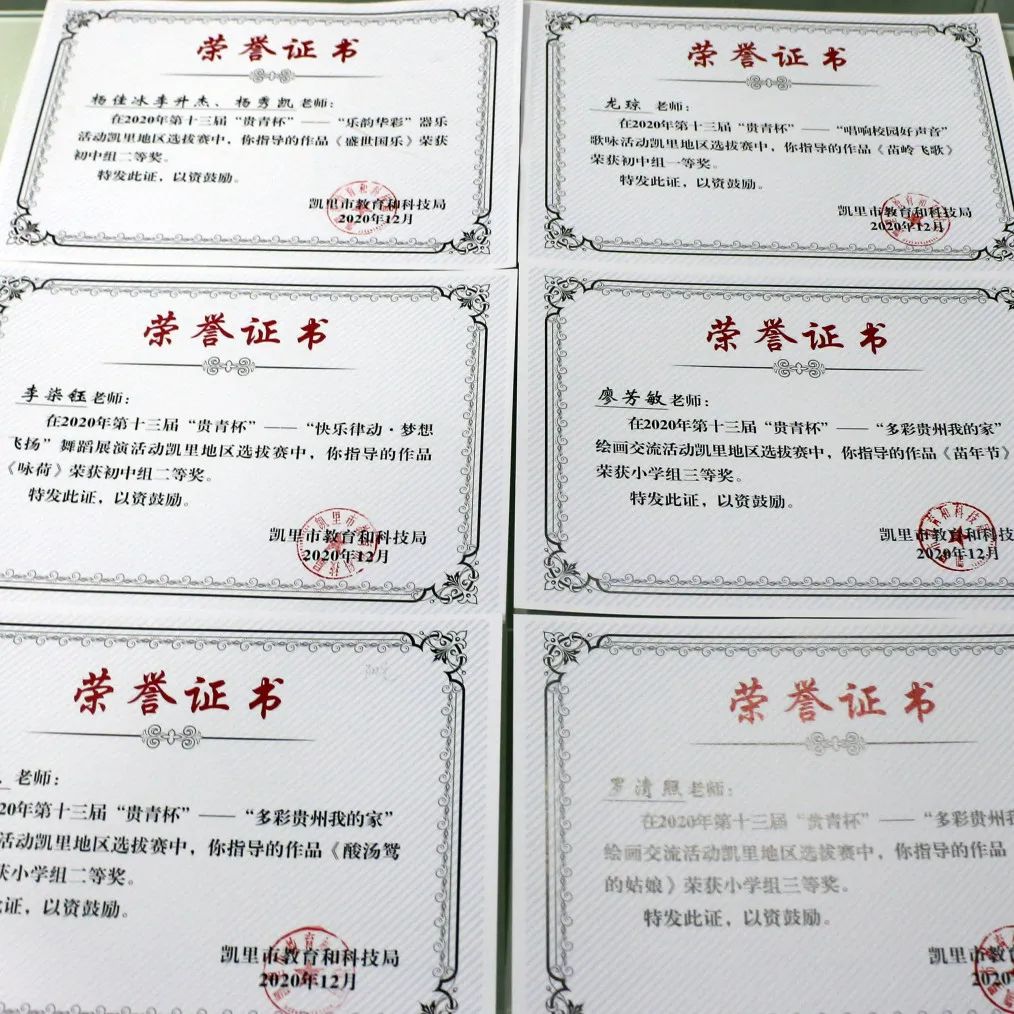 荣誉证书
杨佳冰李升杰、杨秀凯老师：
在2020年第十三届“贵青杯”——“乐韵华彩”器乐
活动凯里地区选拔赛中，你指导的作品《盛世国乐》荣获
初中组二等奖。
特发此证，以资鼓励。
凯里市教育和科技局
2020年12月
荣誉证书
龙琼 老师：
在2020年第十三届“贵青杯”——“唱响校园好声音”
歌咏活动凯里地区选拔赛中，你指导的作品《苗岭飞歌》
荣获初中组一等奖。
特发此证，以资鼓励。
凯里市教育和科技局
2020年12月
荣誉证书
李柒钰老师：
在2020年第十三届“贵青杯”——“快乐律动·梦想
飞扬”舞蹈展演活动凯里地区选拔赛中，你指导的作品
《咏荷》荣获初中组二等奖。
特发此证，以资鼓励。
凯里市教育和科技局
2020年12月
荣誉证书
廖芳敏老师：
在2020年第十三届“贵青杯”——“多彩贵州我的家”
绘画交流活动凯里地区选拔赛中，你指导的作品《苗年节》
荣获小学组三等奖。
特发此证，以资鼓励。
凯里市教育和科技
2020年12月
荣誉证书
老师：
20年第十三届“贵青杯”——“多彩贵州我的家”
活动凯里地区选拔赛中，你指导的作品《酸汤鸳
获小学组二等奖。
此证，以资鼓励。
凯里市教育和科技局
2020年12月
荣誉证书
罗清照老师：
在2020年第十三届“贵青杯”——“多彩贵州我
绘画交流活动凯里地区选拔赛中，你指导的作品
的姑娘》荣获小学组三等奖。
特发此证，以资鼓励。
凯里市教育
2020